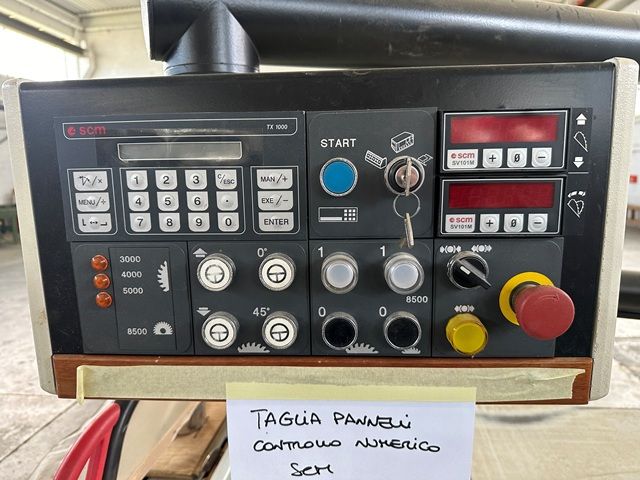 scm TX 1000
START
1 2 3 C/ESC
MAN/+
MENU/÷ 4 5 6 ·
EXE/−
7 8 9 0
ENTER
scm
SV101M + 0 −
scm
SV101M + 0 −
3000
4000
5000
8500
0°
45°
1 1
8500
0 0
TAGLIA PANNELLI
CONTROLLO NUMERICO
SCM